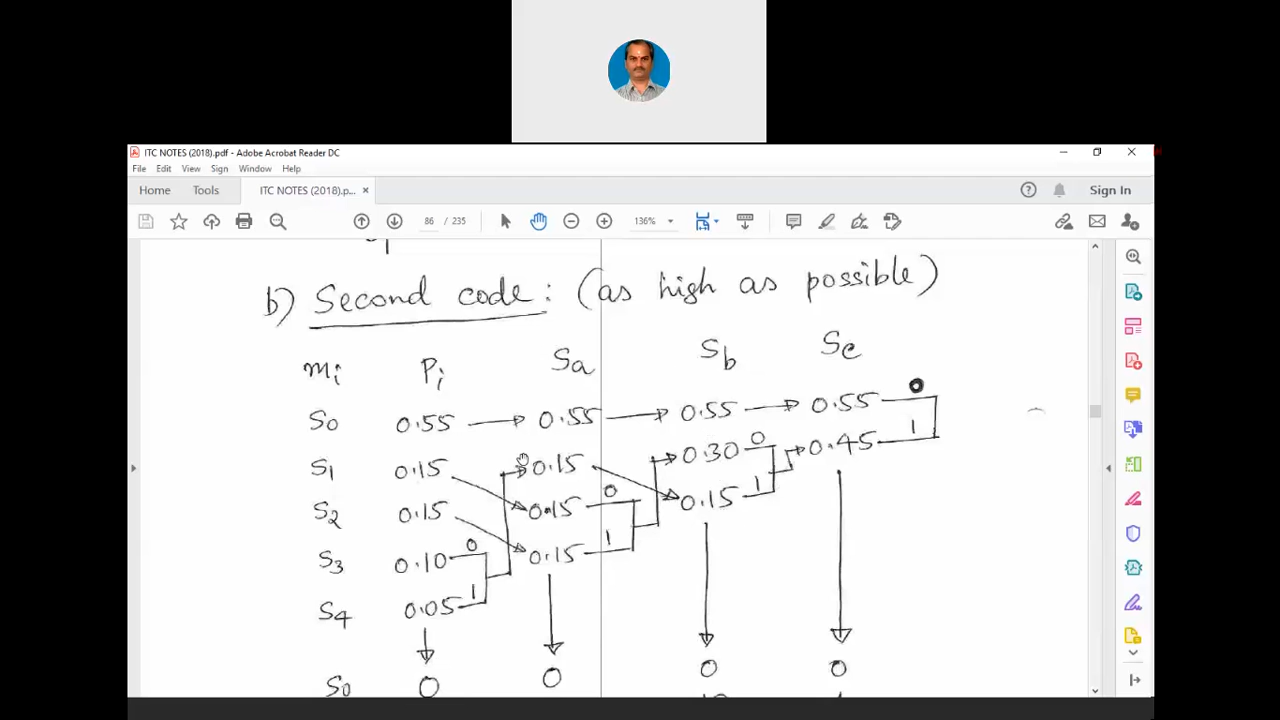 ITC NOTES (2018).pdf - Adobe Acrobat Reader DC
File Edit View Sign Window Help
Home Tools ITC NOTES (2018).p... × Sign In
86 / 235 136%
b) Second code: (as high as possible)
mi Pi Sa Sb Sc
S0 0.55 0.55 0.55 0.55 0
S1 0.15 0.15 0.30 0 0.45 1
S2 0.15 0.15 0 0.15 1
S3 0.10 0 0.15 1
S4 0.05 1
S0 0 0 0 0